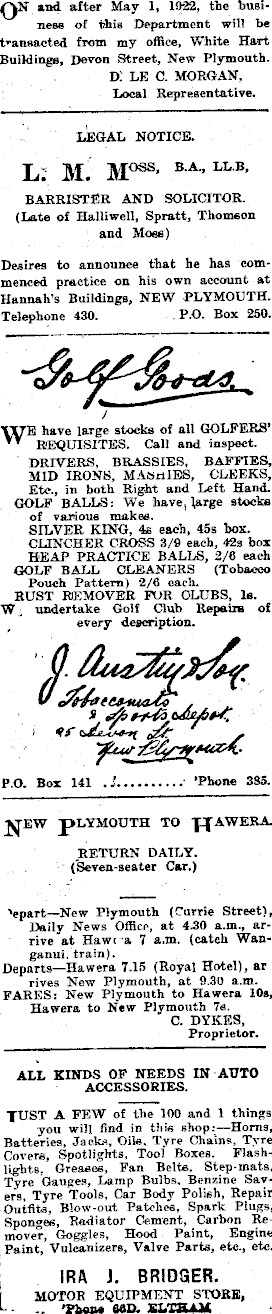 ON and after May 1, 1922, the busi-
ness of this Department will be
transacted from my office, White Hart
Buildings, Devon Street, New Plymouth.
D. LE C. MORGAN,
Local Representative.
LEGAL NOTICE.
L. M. MOSS, B.A., LL.B,
BARRISTER AND SOLICITOR.
(Late of Halliwell, Spratt, Thomson
and Moss)
Desires to announce that he has com-
menced practice on his own account at
Hannah's Buildings, NEW PLYMOUTH.
Telephone 430. P.O. Box 250.
Golf Goods.
WE have large stocks of all GOLFERS'
REQUISITES. Call and inspect.
DRIVERS, BRASSIES, BAFFIES,
MID IRONS, MASHIES, CLEEKS,
Etc., in both Right and Left Hand.
GOLF BALLS: We have large stocks
of various makes.
SILVER KING, 4s each, 45s box.
CLINCHER CROSS 3/9 each, 42s box
HEAP PRACTICE BALLS, 2/6 each
GOLF BALL CLEANERS (Tobacco
Pouch Pattern) 2/6 each.
RUST REMOVER FOR CLUBS, 1s.
W undertake Golf Club Repairs of
every description.
J. Austin & Son.
Tobacconists
& Sports Depot.
95 Devon St.
New Plymouth.
P.O. Box 141 ........... 'Phone 385.
NEW PLYMOUTH TO HAWERA.
RETURN DAILY.
(Seven-seater Car.)
epart—New Plymouth (Currie Street),
Daily News Office, at 4.30 a.m., ar-
rive at Haw a 7 a.m. (catch Wan-
ganui train).
Departs—Hawera 7.15 (Royal Hotel), ar
rives New Plymouth, at 9.30 a.m.
FARES: New Plymouth to Hawera 10s,
Hawera to New Plymouth 7s.
C. DYKES,
Proprietor.
ALL KINDS OF NEEDS IN AUTO
ACCESSORIES.
JUST A FEW of the 100 and 1 things
you will find in this shop:—Horns,
Batteries, Jacks, Oils, Tyre Chains, Tyre
Covers, Spotlights, Tool Boxes. Flash-
lights, Greases, Fan Belts, Step-mats,
Tyre Gauges, Lamp Bulbs, Benzine Sav-
ers, Tyre Tools, Car Body Polish, Repair
Outfits, Blow-out Patches, Spark Plugs,
Sponges, Radiator Cement, Carbon Re
mover, Goggles, Hood Paint, Engine
Paint, Vulcanizers, Valve Parts, etc., etc.
IRA J. BRIDGER.
MOTOR EQUIPMENT STORE,
'Phone 66D. ELTHAM